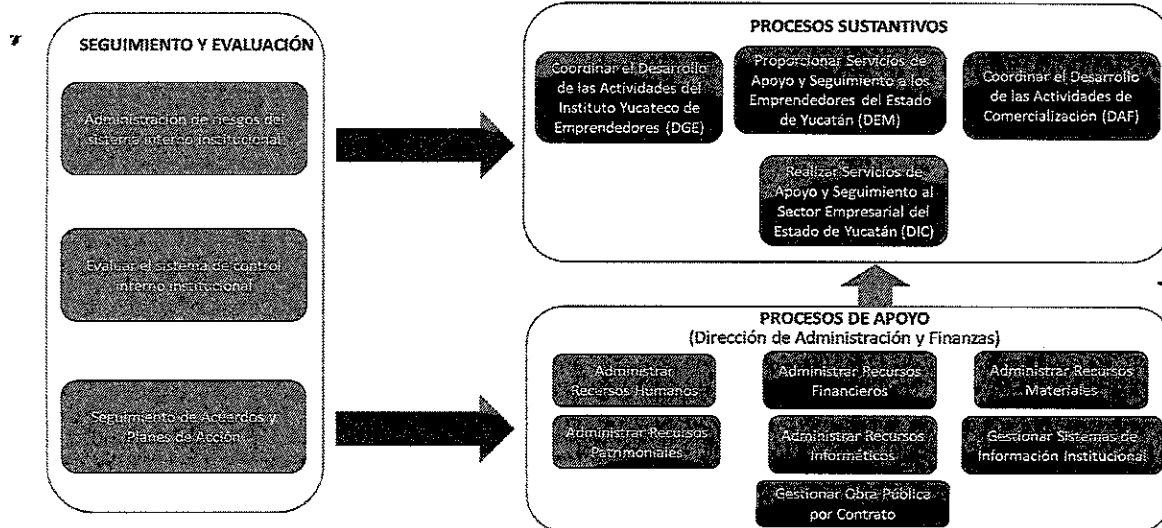 SEGUIMIENTO Y EVALUACIÓN
Administración de riesgos del
sistema interno institucional
Evaluar el sistema de control
interno institucional
Seguimiento de Acuerdos y
Planes de Acción
PROCESOS SUSTANTIVOS
Coordinar el Desarrollo
de las Actividades del
Instituto Yucateco de
Emprendedores (DGE)
Proporcionar Servicios de
Apoyo y Seguimiento a los
Emprendedores del Estado
de Yucatán (DEM)
Coordinar el Desarrollo
de las Actividades de
Comercialización (DAF)
Realizar Servicios de
Apoyo y Seguimiento al
Sector Empresarial del
Estado de Yucatán (DIC)
PROCESOS DE APOYO
(Dirección de Administración y Finanzas)
Administrar
Recursos Humanos
Administrar Recursos
Financieros
Administrar Recursos
Materiales
Administrar Recursos
Patrimoniales
Administrar Recursos
Informáticos
Gestionar Sistemas de
Información Institucional
Gestionar Obra Pública
por Contrato